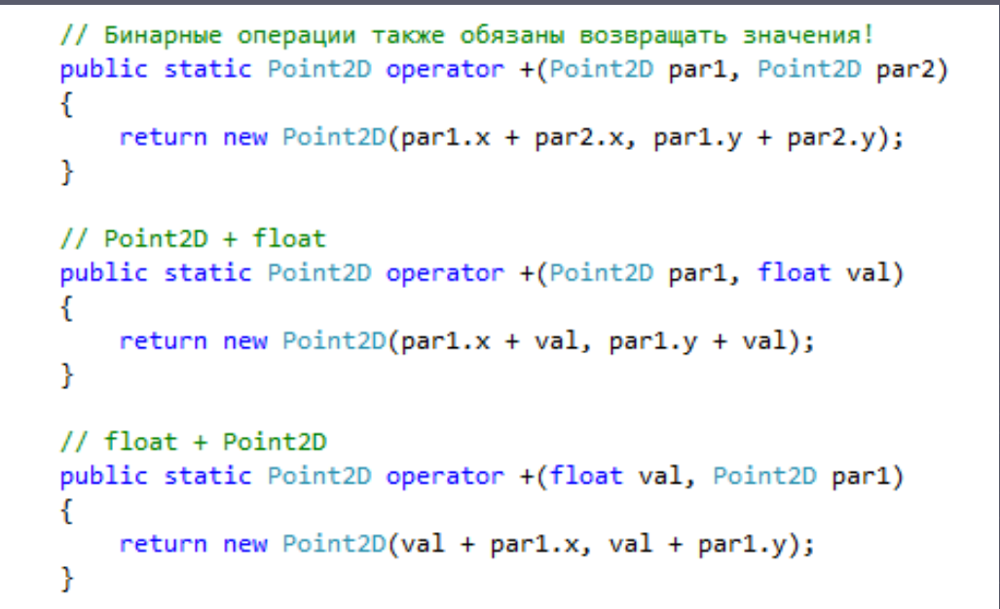 // Бинарные операции также обязаны возвращать значения!
public static Point2D operator +(Point2D par1, Point2D par2)
{
    return new Point2D(par1.x + par2.x, par1.y + par2.y);
}

// Point2D + float
public static Point2D operator +(Point2D par1, float val)
{
    return new Point2D(par1.x + val, par1.y + val);
}

// float + Point2D
public static Point2D operator +(float val, Point2D par1)
{
    return new Point2D(val + par1.x, val + par1.y);
}